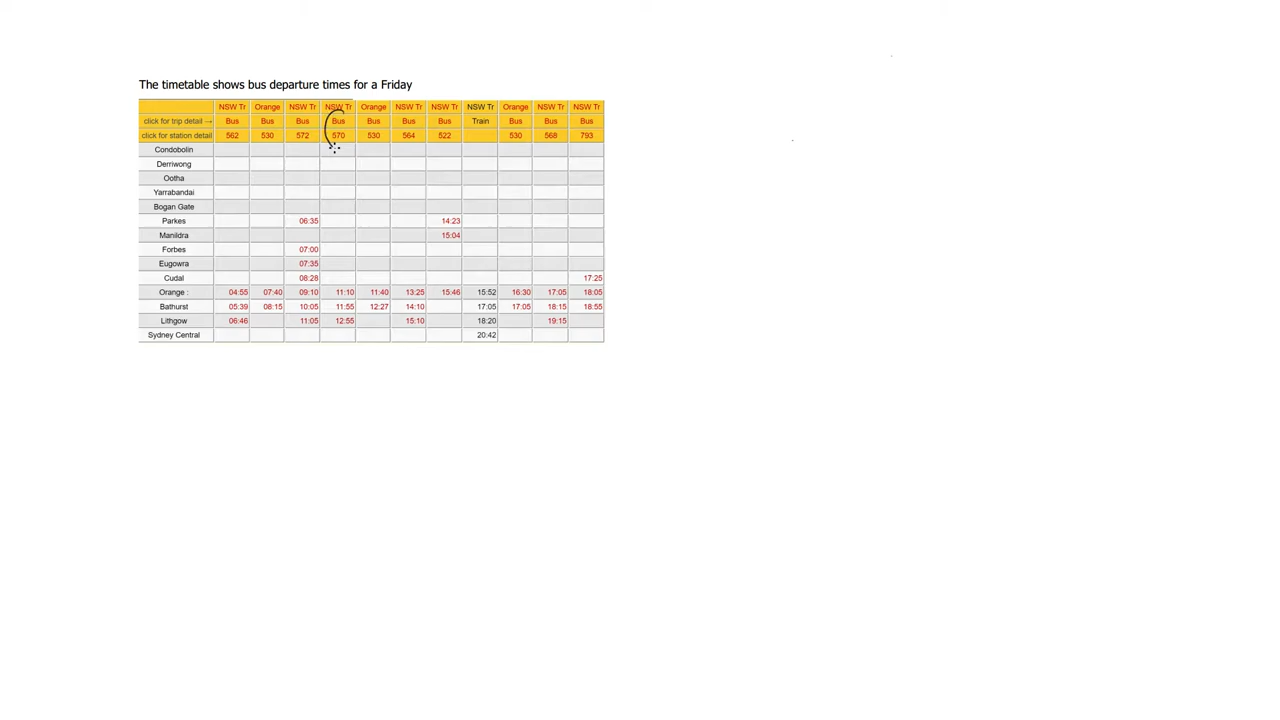 The timetable shows bus departure times for a Friday
NSW Tr Orange NSW Tr NSW Tr Orange NSW Tr NSW Tr NSW Tr Orange NSW Tr NSW Tr
click for trip detail → Bus Bus Bus Bus Bus Bus Bus Train Bus Bus Bus
click for station detail 562 530 572 570 530 564 522 530 568 793
Condobolin
Derriwong
Ootha
Yarrabandai
Bogan Gate
Parkes 06:35 14:23
Manildra 15:04
Forbes 07:00
Eugowra 07:35
Cudal 08:28 17:25
Orange : 04:55 07:40 09:10 11:10 11:40 13:25 15:46 15:52 16:30 17:05 18:05
Bathurst 05:39 08:15 10:05 11:55 12:27 14:10 17:05 17:05 18:15 18:55
Lithgow 06:46 11:05 12:55 15:10 18:20 19:15
Sydney Central 20:42